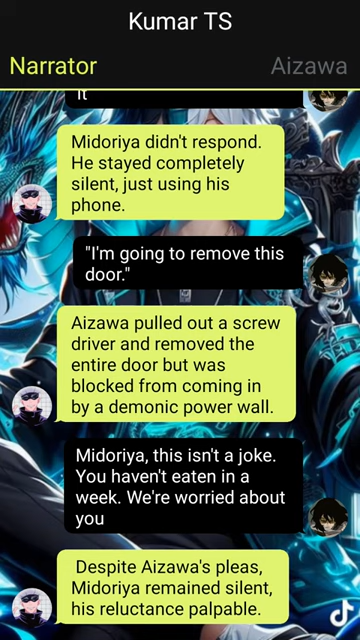 Kumar TS
Narrator
Aizawa
it
Midoriya didn't respond.
He stayed completely
silent, just using his
phone.
"I'm going to remove this
door."
Aizawa pulled out a screw
driver and removed the
entire door but was
blocked from coming in
by a demonic power wall.
Midoriya, this isn't a joke.
You haven't eaten in a
week. We're worried about
you
Despite Aizawa's pleas,
Midoriya remained silent,
his reluctance palpable.